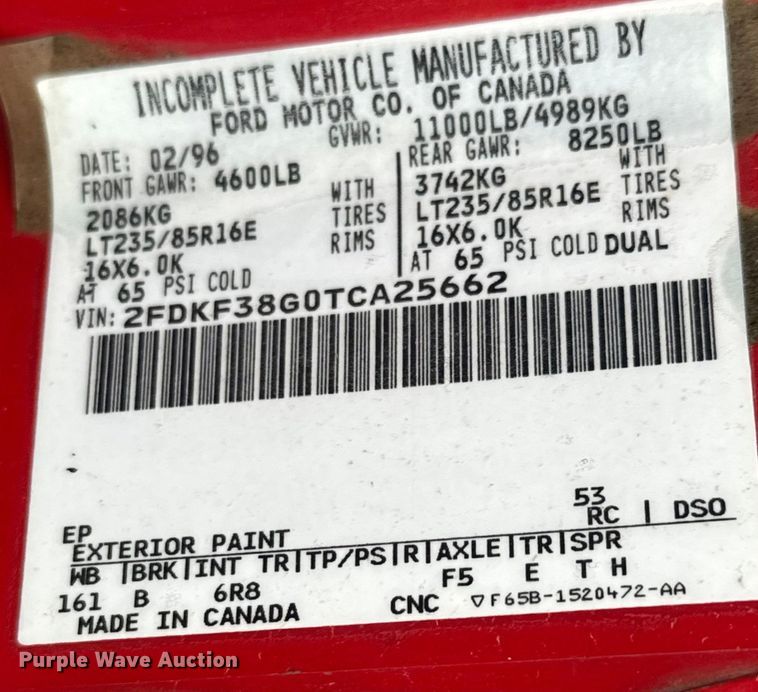 INCOMPLETE VEHICLE MANUFACTURED BY
FORD MOTOR CO. OF CANADA
DATE: 02/96 GVWR: 11000LB/4989KG
FRONT GAWR: 4600LB REAR GAWR: 8250LB
2086KG WITH 3742KG WITH
LT235/85R16E TIRES LT235/85R16E TIRES
16X6.0K RIMS 16X6.0K RIMS
AT 65 PSI COLD AT 65 PSI COLD DUAL
VIN: 2FDKF38G0TCA25662
EP 53
EXTERIOR PAINT RC | DSO
WB |BRK|INT TR|TP/PS|R|AXLE|TR|SPR
161 B 6R8 F5 E T H
MADE IN CANADA CNC ▽F65B-1520472-AA
Purple Wave Auction